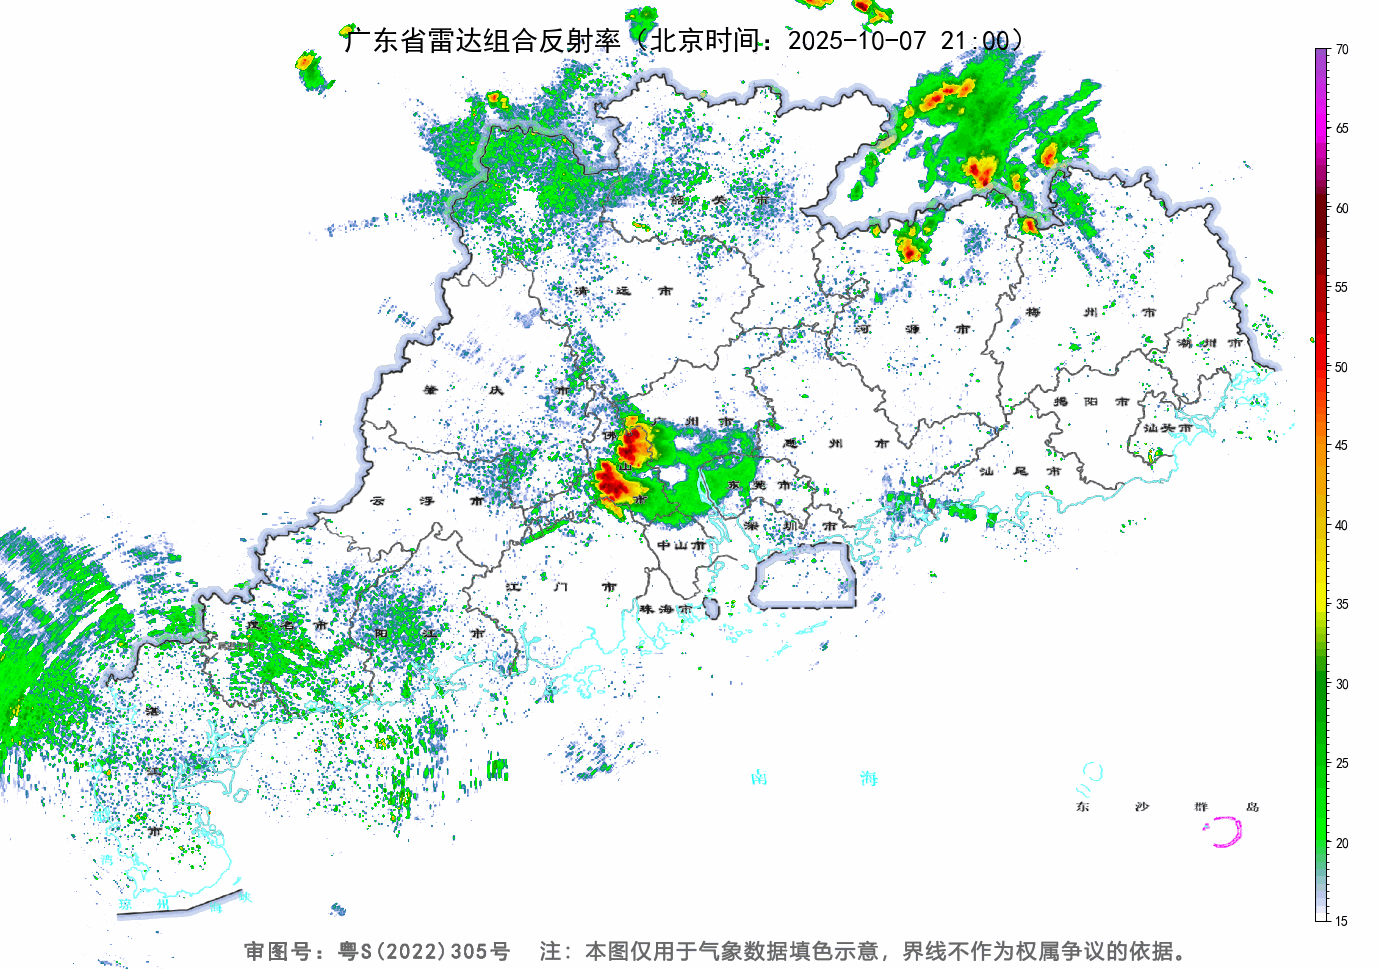 广东省雷达组合反射率（北京时间：2025-10-07 21:00）
70
65
60
55
50
45
40
35
30
25
20
15
韶关市
清远市
河源市
梅州市
潮州市
肇庆市
广州市
佛山市
惠州市
揭阳市
汕头市
汕尾市
东莞市
云浮市
深圳市
中山市
江门市
珠海市
茂名市
阳江市
湛江市
南海
东沙群岛
琼州海峡
审图号：粤S(2022)305号 注：本图仅用于气象数据填色示意，界线不作为权属争议的依据。